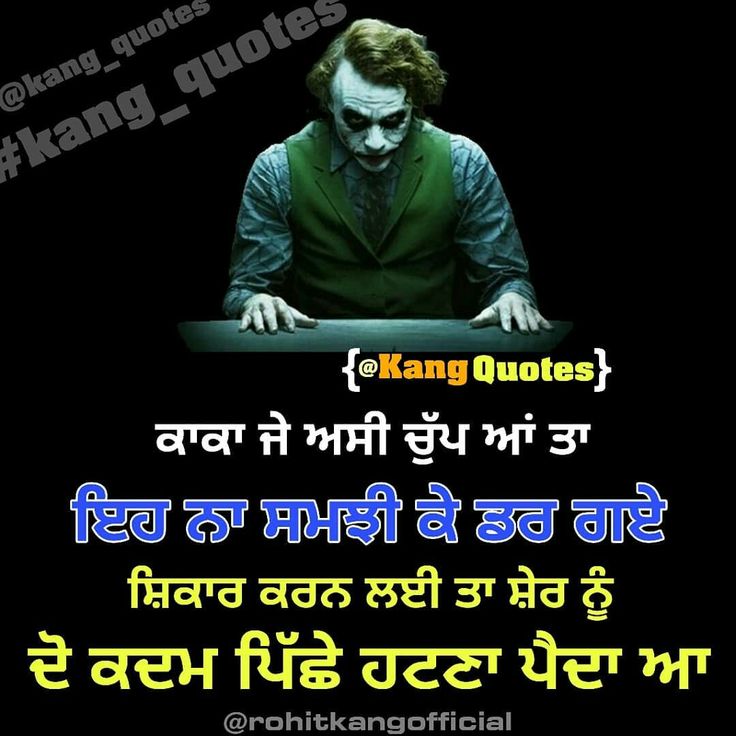 @kang_quotes
#kang_quotes
{@Kang Quotes}
ਕਾਕਾ ਜੇ ਅਸੀ ਚੁੱਪ ਆਂ ਤਾ
ਇਹ ਨਾ ਸਮਝੀ ਕੇ ਡਰ ਗਏ
ਸ਼ਿਕਾਰ ਕਰਨ ਲਈ ਤਾ ਸ਼ੇਰ ਨੂੰ
ਦੋ ਕਦਮ ਪਿੱਛੇ ਹਟਣਾ ਪੈਦਾ ਆ
@rohitkangofficial